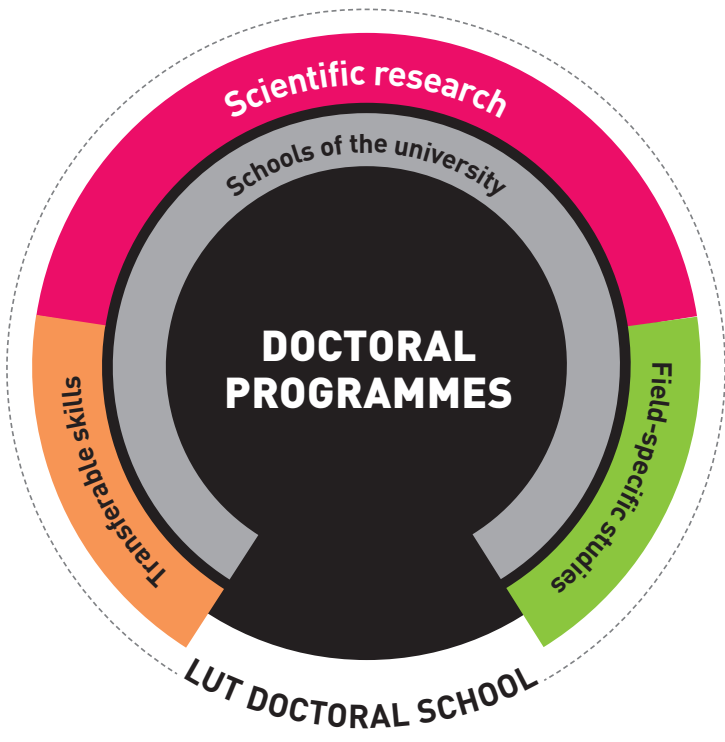 Scientific research
Schools of the university
DOCTORAL
PROGRAMMES
Transferable skills
Field-specific studies
LUT DOCTORAL SCHOOL